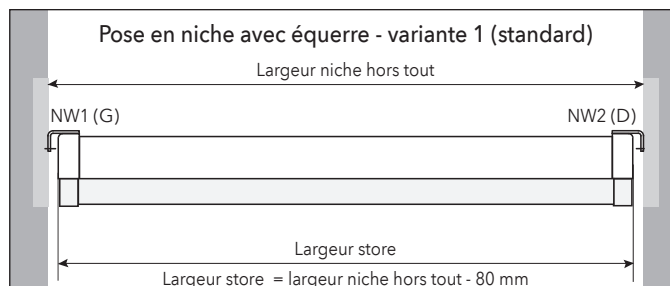 Pose en niche avec équerre - variante 1 (standard)
Largeur niche hors tout
NW1 (G)
NW2 (D)
Largeur store
Largeur store = largeur niche hors tout - 80 mm